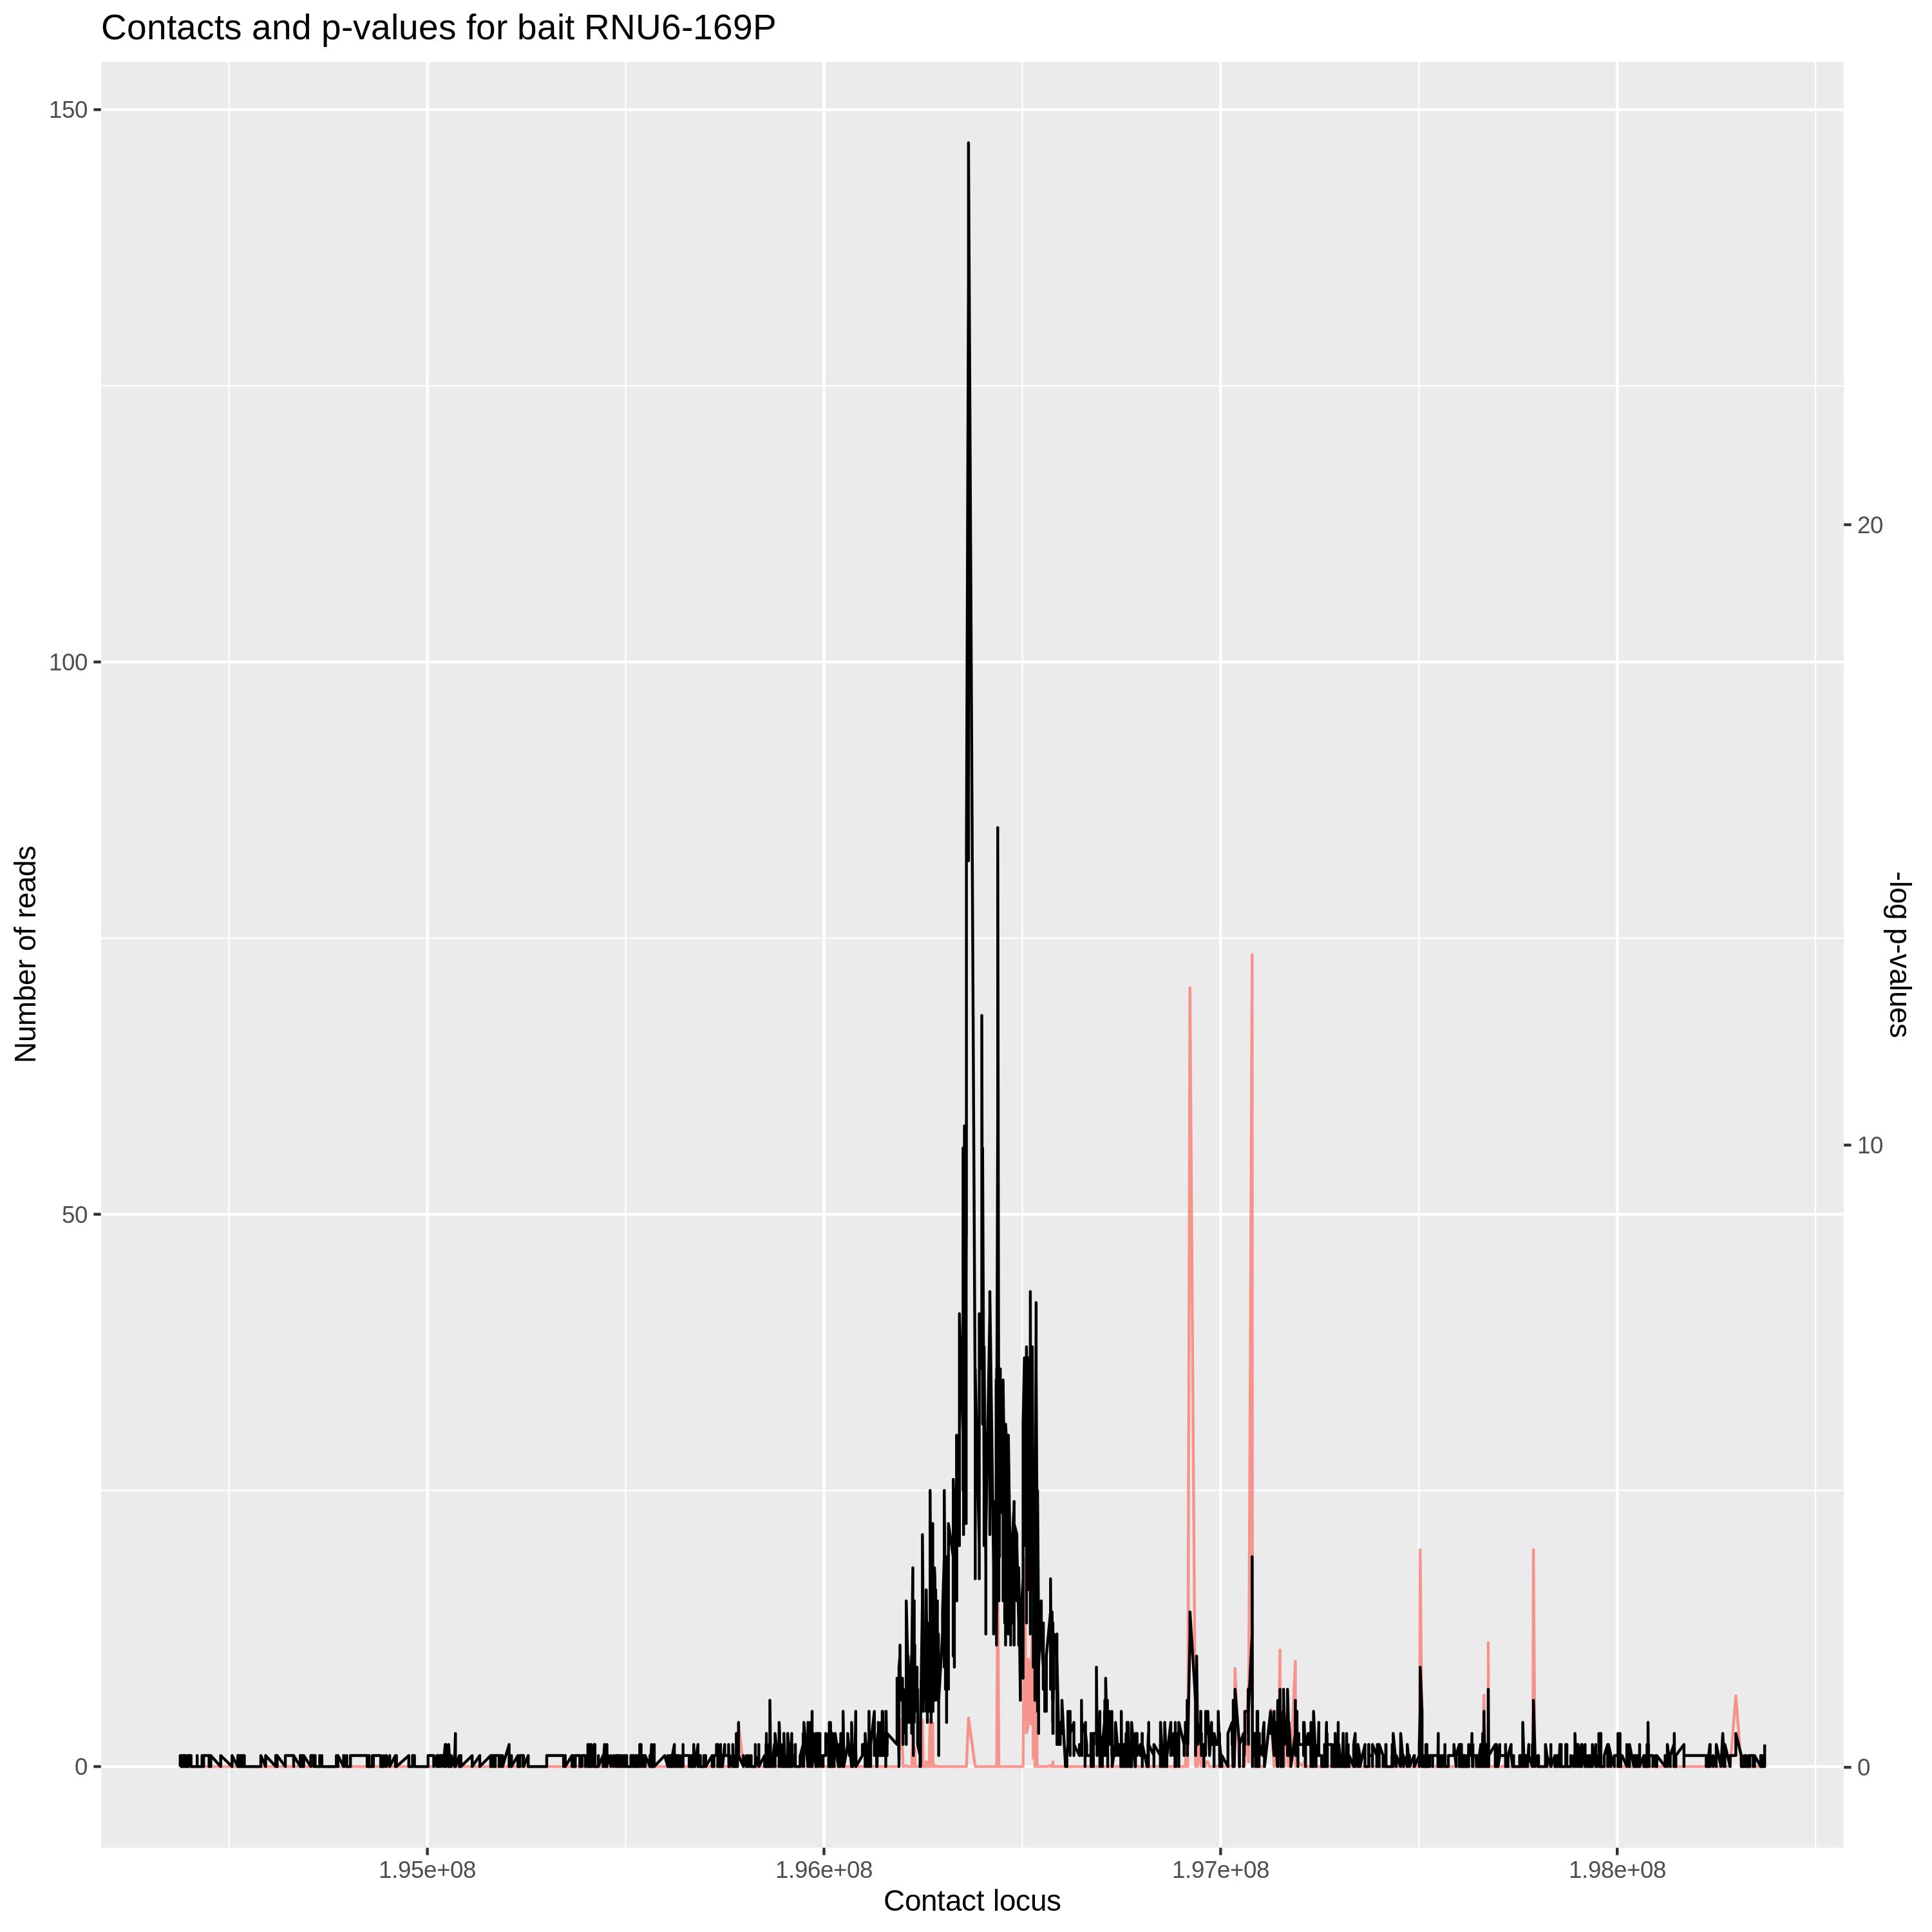 Contacts and p-values for bait RNU6-169P
150
100
50
0
Number of reads
20
10
0
-log p-values
1.95e+08
1.96e+08
1.97e+08
1.98e+08
Contact locus